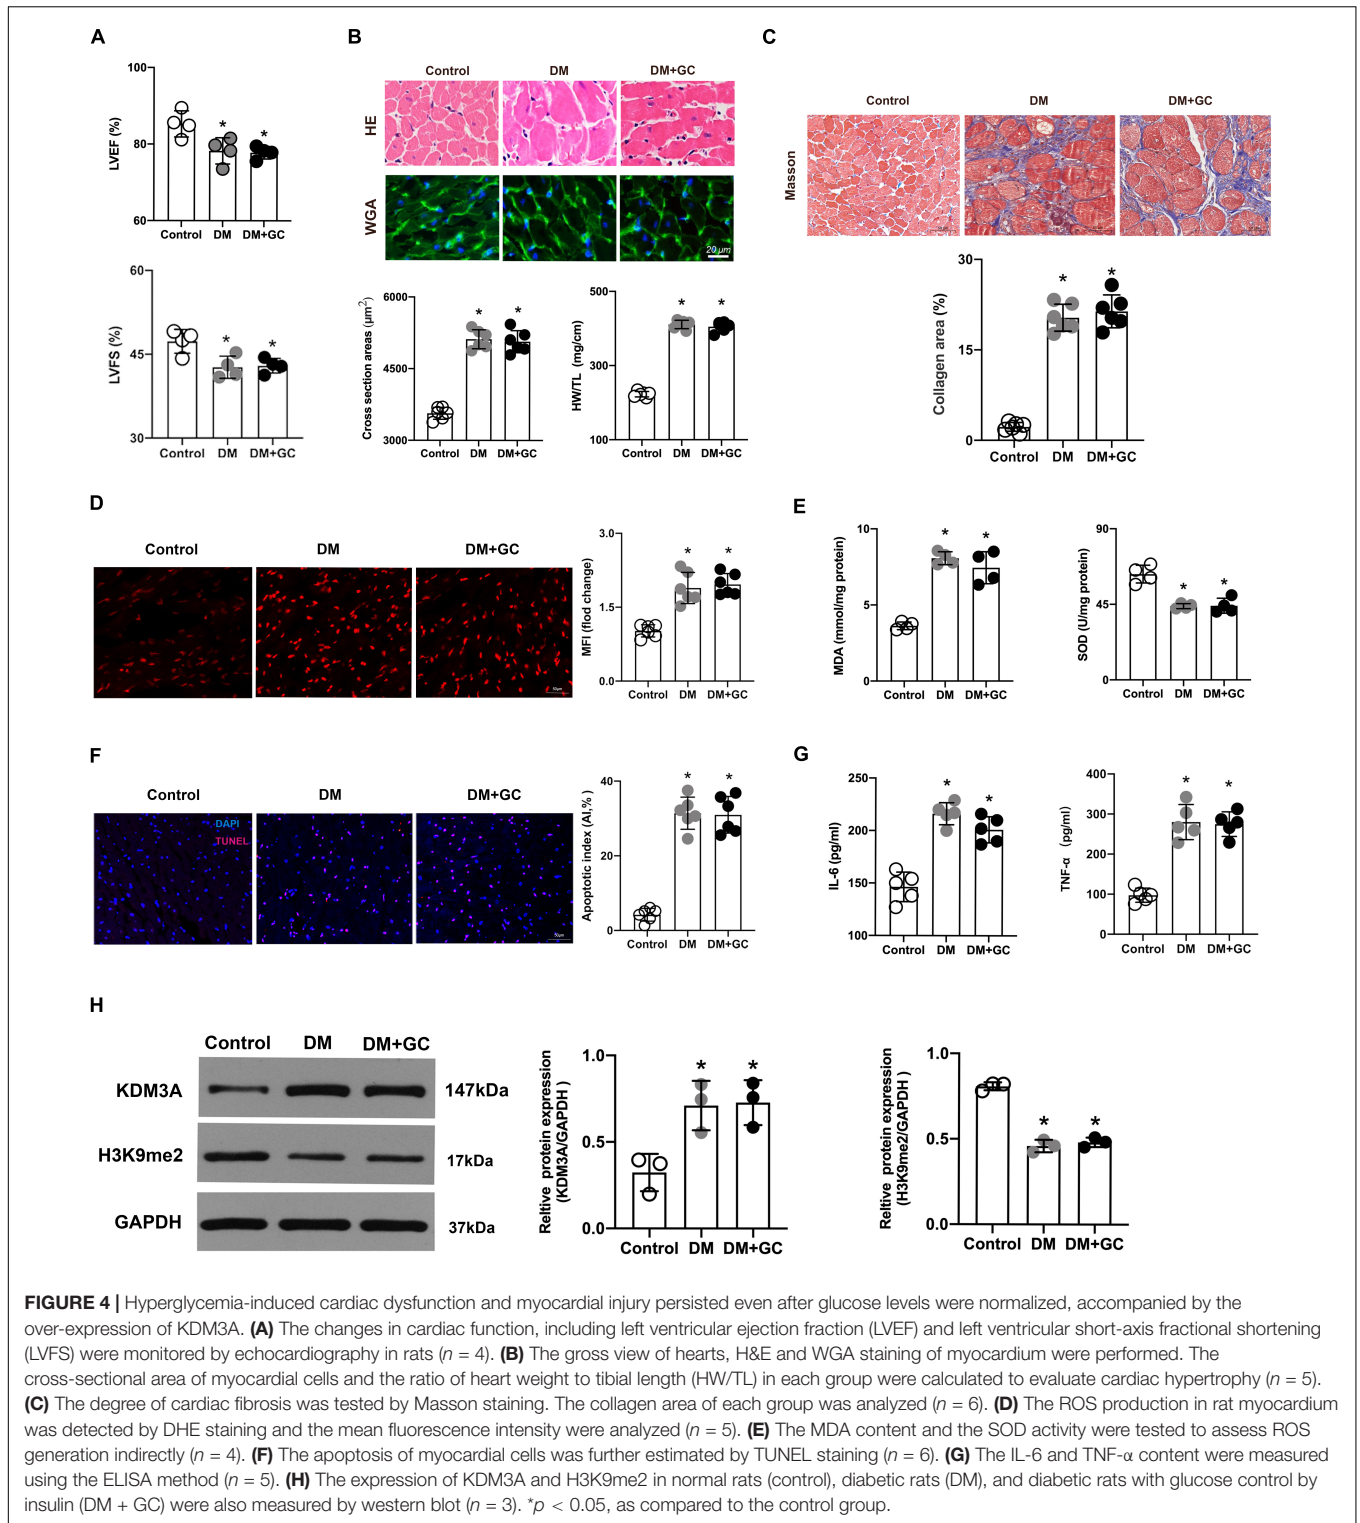 A
LVEF (%)
100
80
60
* *
Control DM DM+GC
LVFS (%)
60
45
30
* *
Control DM DM+GC
B
Control DM DM+GC
HE
WGA
20 μm
Cross section areas (μm²)
6000
4500
3000
* *
Control DM DM+GC
HW/TL (mg/cm)
500
300
100
* *
Control DM DM+GC
C
Control DM DM+GC
Masson
Collagen area (%)
30
15
0
* *
Control DM DM+GC
D
Control DM DM+GC
50μm
MFI (flod change)
3.0
1.5
0.0
* *
Control DM DM+GC
E
MDA (mmol/mg protein)
10
5
0
* *
Control DM DM+GC
SOD (U/mg protein)
90
45
0
* *
Control DM DM+GC
F
Control DM DM+GC
DAPI
TUNEL
50μm
Apoptotic index (AI,%)
40
20
0
* *
Control DM DM+GC
G
IL-6 (pg/ml)
250
200
150
100
* *
Control DM DM+GC
TNF-α (pg/ml)
400
300
200
100
0
* *
Control DM DM+GC
H
Control DM DM+GC
KDM3A 147kDa
H3K9me2 17kDa
GAPDH 37kDa
Reltive protein expression
(KDM3A/GAPDH )
1.0
0.5
0.0
* *
Control DM DM+GC
Reltive protein expression
(H3K9me2/GAPDH )
1.0
0.5
0.0
* *
Control DM DM+GC
FIGURE 4 | Hyperglycemia-induced cardiac dysfunction and myocardial injury persisted even after glucose levels were normalized, accompanied by the
over-expression of KDM3A. (A) The changes in cardiac function, including left ventricular ejection fraction (LVEF) and left ventricular short-axis fractional shortening
(LVFS) were monitored by echocardiography in rats (n = 4). (B) The gross view of hearts, H&E and WGA staining of myocardium were performed. The
cross-sectional area of myocardial cells and the ratio of heart weight to tibial length (HW/TL) in each group were calculated to evaluate cardiac hypertrophy (n = 5).
(C) The degree of cardiac fibrosis was tested by Masson staining. The collagen area of each group was analyzed (n = 6). (D) The ROS production in rat myocardium
was detected by DHE staining and the mean fluorescence intensity were analyzed (n = 5). (E) The MDA content and the SOD activity were tested to assess ROS
generation indirectly (n = 4). (F) The apoptosis of myocardial cells was further estimated by TUNEL staining (n = 6). (G) The IL-6 and TNF-α content were measured
using the ELISA method (n = 5). (H) The expression of KDM3A and H3K9me2 in normal rats (control), diabetic rats (DM), and diabetic rats with glucose control by
insulin (DM + GC) were also measured by western blot (n = 3). *p < 0.05, as compared to the control group.